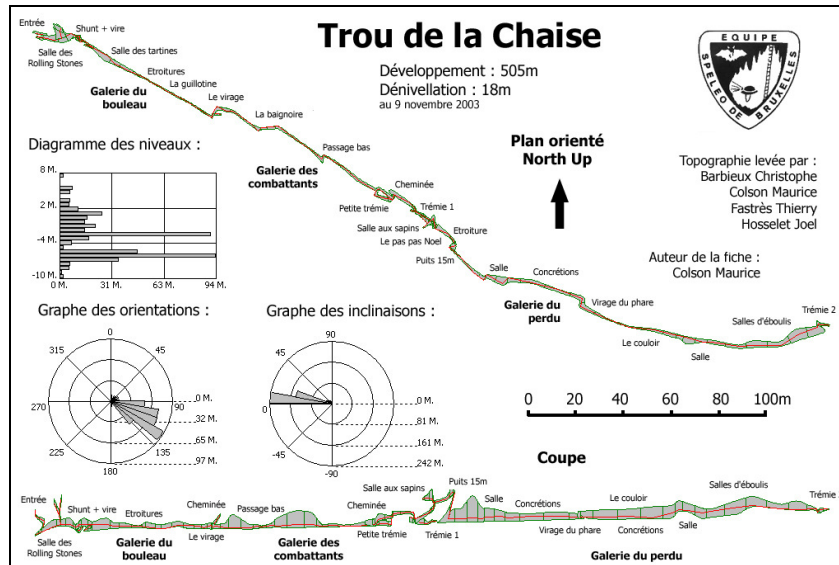 Trou de la Chaise
Développement : 505m
Dénivellation : 18m
au 9 novembre 2003
EQUIPE
SPELEO DE BRUXELLES
Plan orienté
North Up
Topographie levée par :
Barbieux Christophe
Colson Maurice
Fastrès Thierry
Hosselet Joel
Auteur de la fiche :
Colson Maurice
Entrée
Shunt + vire
Salle des
Rolling Stones
Salle des tartines
Etroitures
La guillotine
Galerie du
bouleau
Le virage
La baignoire
Passage bas
Galerie des
combattants
Cheminée
Petite trémie
Trémie 1
Salle aux sapins
Etroiture
Le pas pas Noel
Puits 15m
Salle
Concrétions
Galerie du
perdu
Virage du phare
Le couloir
Salle
Salles d'éboulis
Trémie 2
Diagramme des niveaux :
8 M.
2 M.
-4 M.
-10 M.
0 M.
31 M.
63 M.
94 M.
Graphe des orientations :
0
315
45
270
90
225
135
180
0 M.
32 M.
65 M.
97 M.
Graphe des inclinaisons :
90
45
0
-45
-90
0 M.
81 M.
161 M.
242 M.
0
20
40
60
80
100m
Coupe
Entrée
Shunt + vire
Salle des
Rolling Stones
Etroitures
Galerie du
bouleau
Cheminée
Le virage
Passage bas
Galerie des
combattants
Cheminée
Petite trémie
Salle aux sapins
Puits 15m
Trémie 1
Salle
Concrétions
Virage du phare
Le couloir
Concrétions
Salle
Salles d'éboulis
Trémie
Galerie du perdu